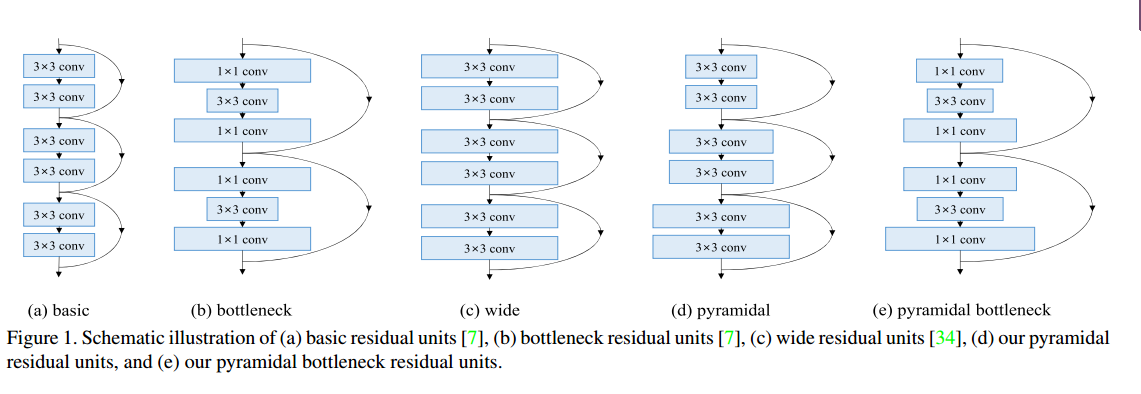 3×3 conv
3×3 conv
3×3 conv
3×3 conv
3×3 conv
3×3 conv
(a) basic
1×1 conv
3×3 conv
1×1 conv
1×1 conv
3×3 conv
1×1 conv
(b) bottleneck
3×3 conv
3×3 conv
3×3 conv
3×3 conv
3×3 conv
3×3 conv
(c) wide
3×3 conv
3×3 conv
3×3 conv
3×3 conv
3×3 conv
3×3 conv
(d) pyramidal
1×1 conv
3×3 conv
1×1 conv
1×1 conv
3×3 conv
1×1 conv
(e) pyramidal bottleneck
Figure 1. Schematic illustration of (a) basic residual units [7], (b) bottleneck residual units [7], (c) wide residual units [34], (d) our pyramidal
residual units, and (e) our pyramidal bottleneck residual units.